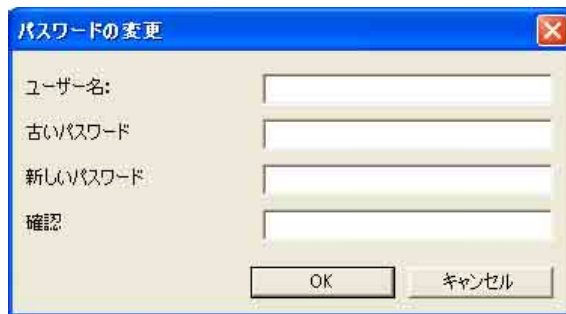 パスワードの変更
ユーザー名:
古いパスワード
新しいパスワード
確認
OK キャンセル